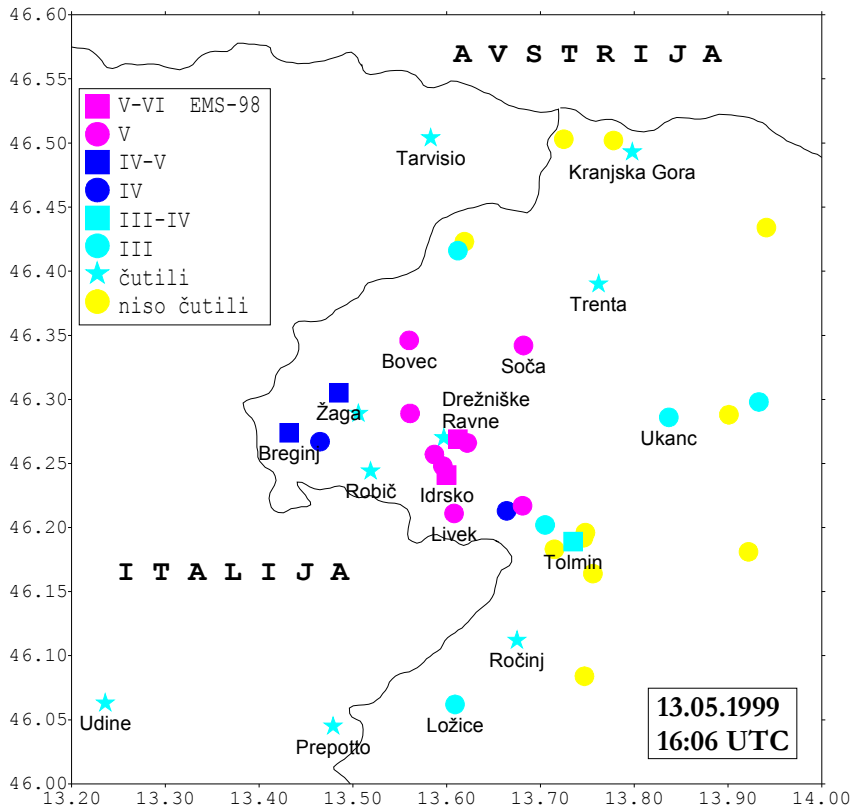 46.60
A V S T R I J A
46.55
V-VI EMS-98
V
IV-V
IV
III-IV
III
čutili
niso čutili
46.50
Tarvisio
Kranjska Gora
46.45
46.40
Trenta
46.35
Bovec
Soča
46.30
Žaga
Drežniške
Ravne
Ukanc
Breginj
46.25
Robič
Idrsko
Livek
46.20
Tolmin
I T A L I J A
46.15
46.10
Ročinj
46.05
Udine
Prepotto
Ložice
13.05.1999
16:06 UTC
46.00
13.20 13.30 13.40 13.50 13.60 13.70 13.80 13.90 14.00